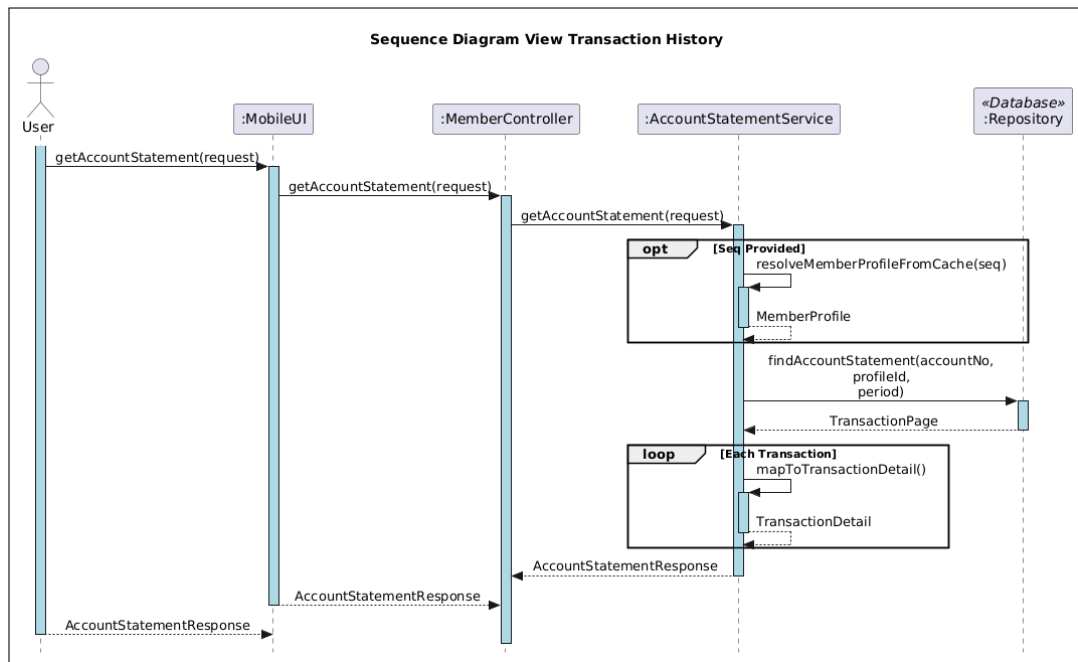 Sequence Diagram View Transaction History
User
:MobileUI
:MemberController
:AccountStatementService
«Database»
:Repository
getAccountStatement(request)
getAccountStatement(request)
getAccountStatement(request)
opt [Seq Provided]
resolveMemberProfileFromCache(seq)
MemberProfile
findAccountStatement(accountNo,
profileId,
period)
TransactionPage
loop [Each Transaction]
mapToTransactionDetail()
TransactionDetail
AccountStatementResponse
AccountStatementResponse
AccountStatementResponse